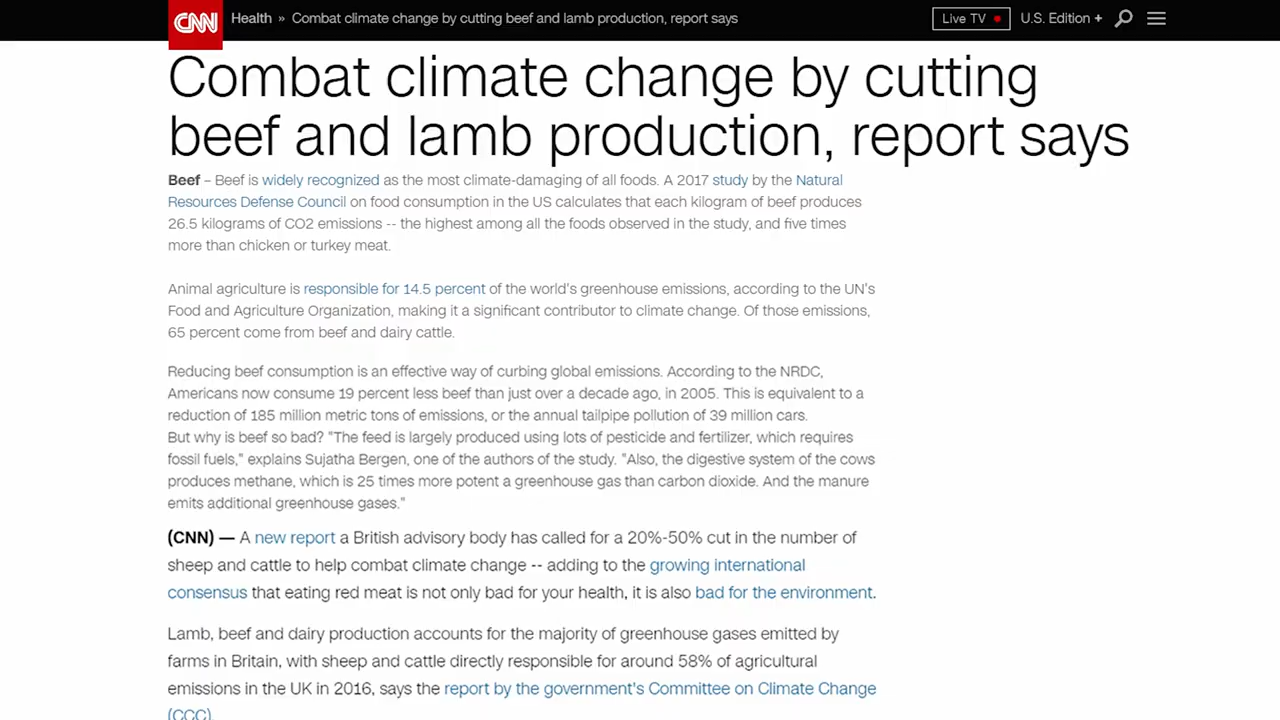 CNN Health » Combat climate change by cutting beef and lamb production, report says Live TV U.S. Edition +
Combat climate change by cutting
beef and lamb production, report says
Beef – Beef is widely recognized as the most climate-damaging of all foods. A 2017 study by the Natural
Resources Defense Council on food consumption in the US calculates that each kilogram of beef produces
26.5 kilograms of CO2 emissions -- the highest among all the foods observed in the study, and five times
more than chicken or turkey meat.
Animal agriculture is responsible for 14.5 percent of the world's greenhouse emissions, according to the UN's
Food and Agriculture Organization, making it a significant contributor to climate change. Of those emissions,
65 percent come from beef and dairy cattle.
Reducing beef consumption is an effective way of curbing global emissions. According to the NRDC,
Americans now consume 19 percent less beef than just over a decade ago, in 2005. This is equivalent to a
reduction of 185 million metric tons of emissions, or the annual tailpipe pollution of 39 million cars.
But why is beef so bad? "The feed is largely produced using lots of pesticide and fertilizer, which requires
fossil fuels," explains Sujatha Bergen, one of the authors of the study. "Also, the digestive system of the cows
produces methane, which is 25 times more potent a greenhouse gas than carbon dioxide. And the manure
emits additional greenhouse gases."
(CNN) — A new report a British advisory body has called for a 20%-50% cut in the number of
sheep and cattle to help combat climate change -- adding to the growing international
consensus that eating red meat is not only bad for your health, it is also bad for the environment.
Lamb, beef and dairy production accounts for the majority of greenhouse gases emitted by
farms in Britain, with sheep and cattle directly responsible for around 58% of agricultural
emissions in the UK in 2016, says the report by the government's Committee on Climate Change
(CCC).